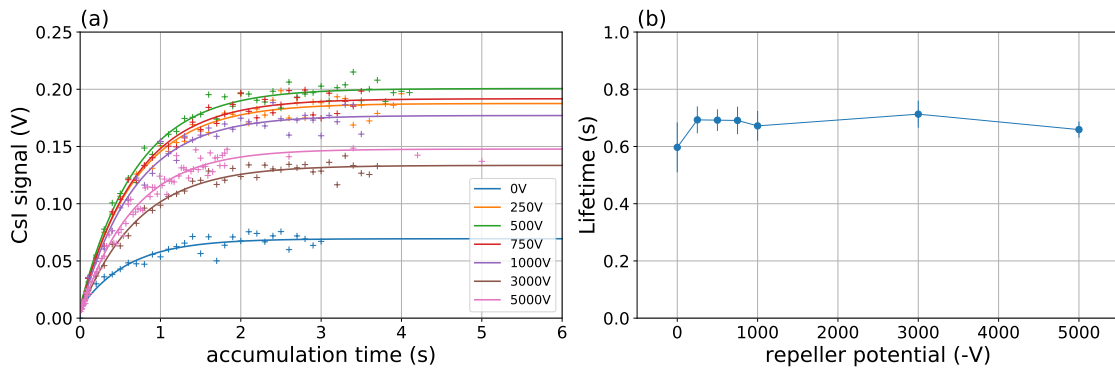 (a)
0.25
0.20
0.15
0.10
0.05
0.00
CsI signal (V)
0 1 2 3 4 5 6
accumulation time (s)
0V
250V
500V
750V
1000V
3000V
5000V
(b)
1.0
0.8
0.6
0.4
0.2
0.0
Lifetime (s)
0 1000 2000 3000 4000 5000
repeller potential (-V)